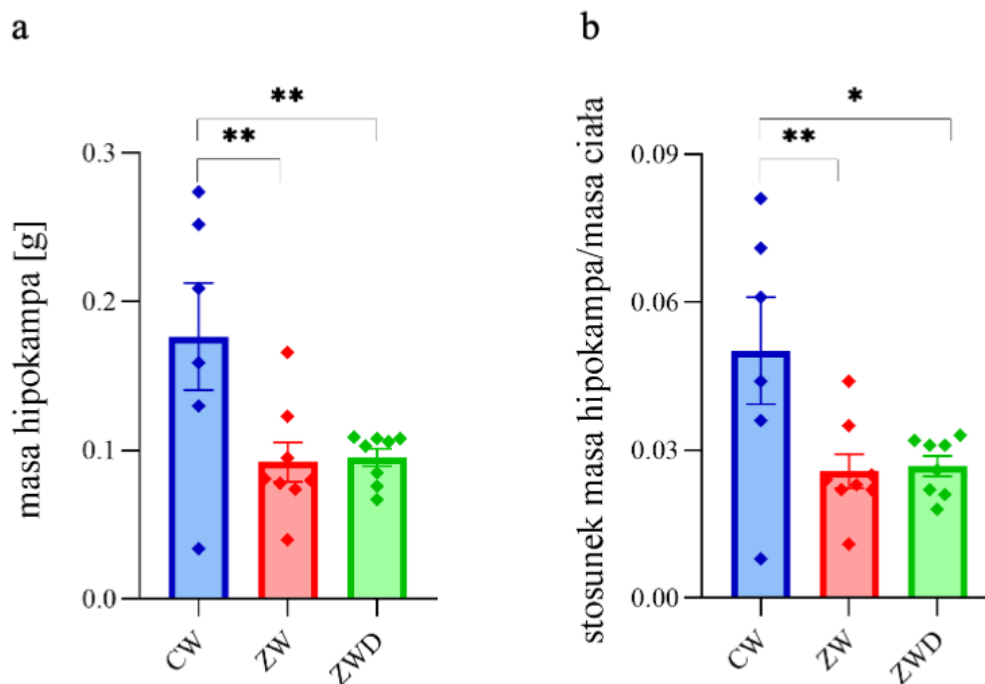 a
**
**
masa hipokampa [g]
0.3
0.2
0.1
0.0
CW
ZW
ZWD
b
*
**
stosunek masa hipokampa/masa ciała
0.09
0.06
0.03
0.00
CW
ZW
ZWD